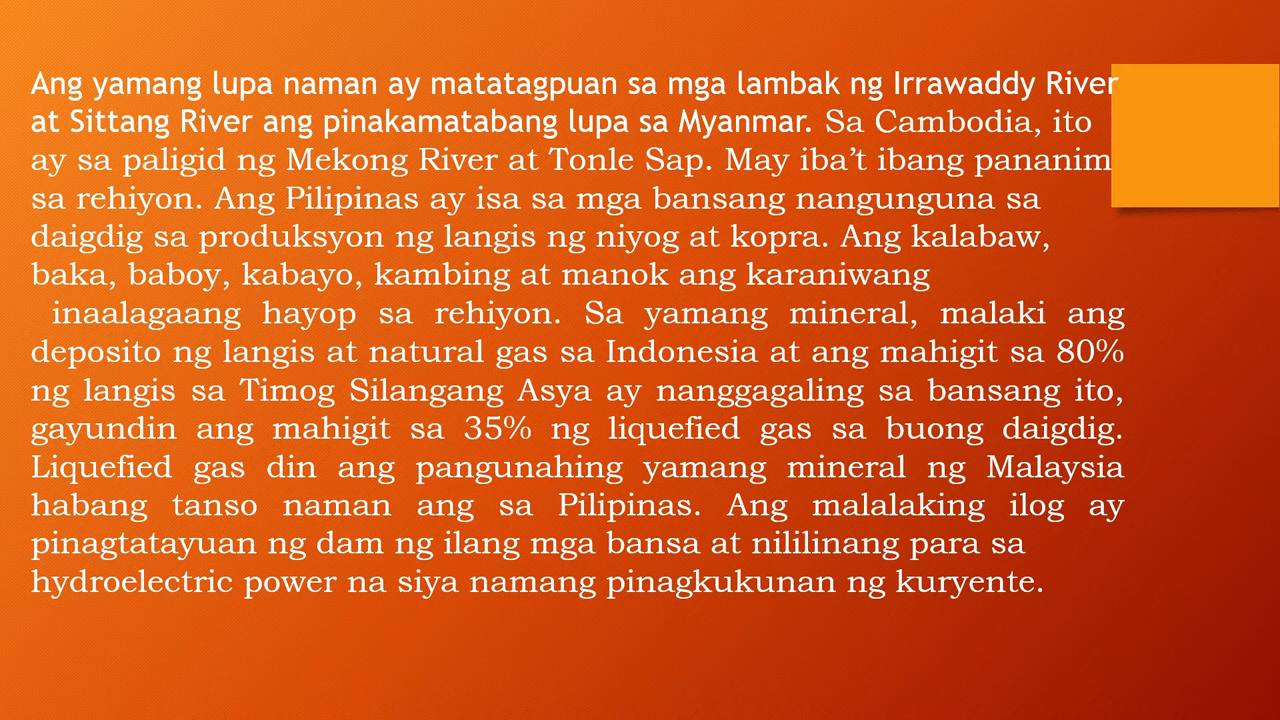 Ang yamang lupa naman ay matatagpuan sa mga lambak ng Irrawaddy River
at Sittang River ang pinakamatabang lupa sa Myanmar. Sa Cambodia, ito
ay sa paligid ng Mekong River at Tonle Sap. May iba’t ibang pananim
sa rehiyon. Ang Pilipinas ay isa sa mga bansang nangunguna sa
daigdig sa produksyon ng langis ng niyog at kopra. Ang kalabaw,
baka, baboy, kabayo, kambing at manok ang karaniwang
inaalagaang hayop sa rehiyon. Sa yamang mineral, malaki ang
deposito ng langis at natural gas sa Indonesia at ang mahigit sa 80%
ng langis sa Timog Silangang Asya ay nanggagaling sa bansang ito,
gayundin ang mahigit sa 35% ng liquefied gas sa buong daigdig.
Liquefied gas din ang pangunahing yamang mineral ng Malaysia
habang tanso naman ang sa Pilipinas. Ang malalaking ilog ay
pinagtatayuan ng dam ng ilang mga bansa at nililinang para sa
hydroelectric power na siya namang pinagkukunan ng kuryente.